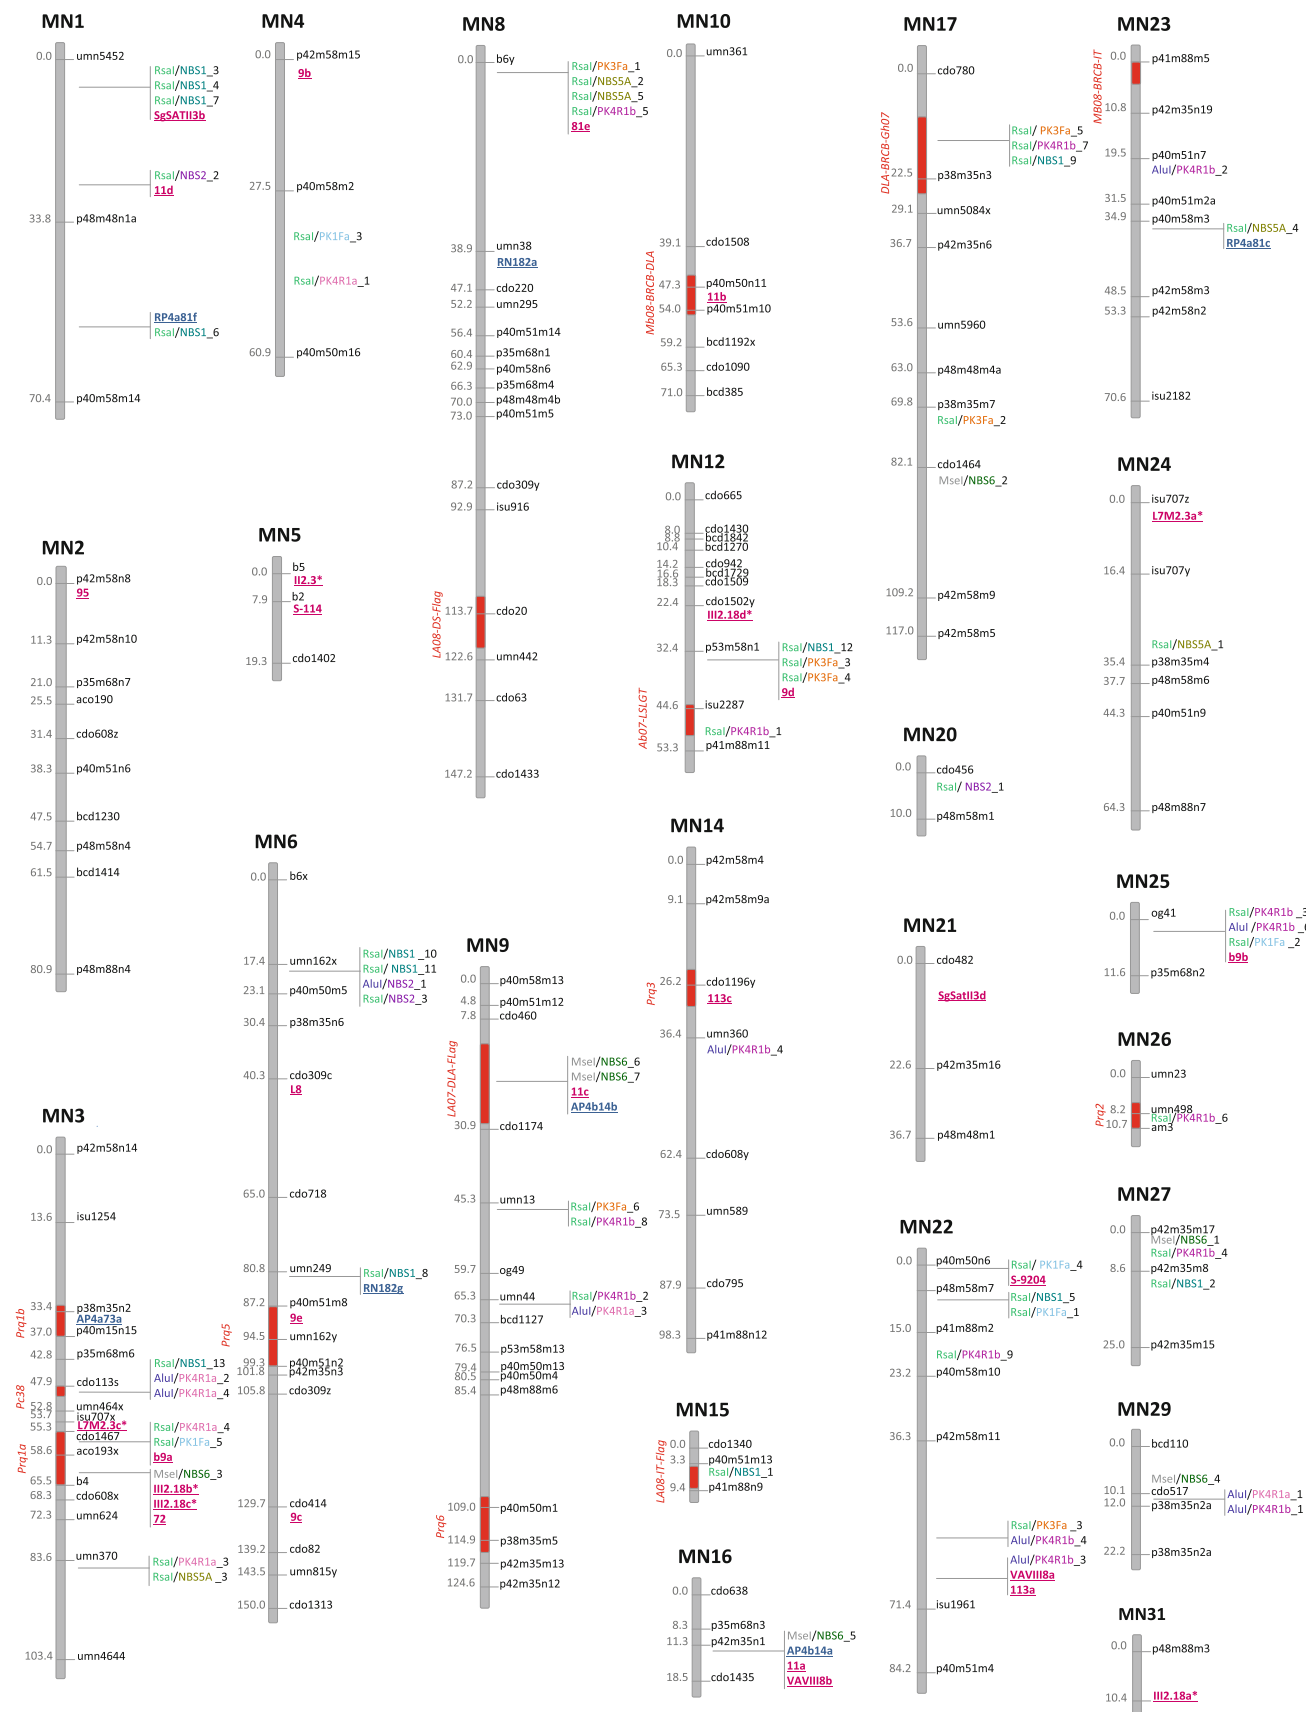 MN1
0.0 umn5452
RsaI/NBS1_3
RsaI/NBS1_4
RsaI/NBS1_7
SgSATII3b
RsaI/NBS2_2
11d
33.8 p48m48n1a
RP4a81f
RsaI/NBS1_6
70.4 p40m58m14
MN2
0.0 p42m58n8
95
11.3 p42m58n10
21.0 p35m68n7
25.5 aco190
31.4 cdo608z
38.3 p40m51n6
47.5 bcd1230
54.7 p48m58n4
61.5 bcd1414
80.9 p48m88n4
MN3
0.0 p42m58n14
13.6 isu1254
Prq1b
33.4 p38m35n2
AP4a73a
37.0 p40m15n15
42.8 p35m68m6
RsaI/NBS1_13
AluI/PK4R1a_2
AluI/PK4R1a_4
Pc38
47.9 cdo113s
52.8 umn464x
53.7 isu707x
L7M2.3c*
55.3 cdo1467
RsaI/PK4R1a_4
RsaI/PK1Fa_5
b9a
Prq1a
58.6 aco193x
MseI/NBS6_3
III2.18b*
III2.18c*
72
65.5 b4
68.3 cdo608x
72.3 umn624
83.6 umn370
RsaI/PK4R1a_3
RsaI/NBS5A_3
103.4 umn4644
MN4
0.0 p42m58m15
9b
27.5 p40m58m2
RsaI/PK1Fa_3
RsaI/PK4R1a_1
60.9 p40m50m16
MN5
0.0 b5
II2.3*
7.9 b2
S-114
19.3 cdo1402
MN6
0.0 b6x
17.4 umn162x
RsaI/NBS1_10
RsaI/ NBS1_11
AluI/NBS2_1
RsaI/NBS2_3
23.1 p40m50m5
30.4 p38m35n6
40.3 cdo309c
L8
65.0 cdo718
80.8 umn249
RsaI/NBS1_8
RN182g
87.2 p40m51m8
9e
Prq5
94.5 umn162y
99.3 p40m51n2
101.8 p42m35n3
105.8 cdo309z
129.7 cdo414
9c
139.2 cdo82
143.5 umn815y
150.0 cdo1313
MN8
0.0 b6y
RsaI/PK3Fa_1
RsaI/NBS5A_2
RsaI/NBS5A_5
RsaI/PK4R1b_5
81e
38.9 umn38
RN182a
47.1 cdo220
52.2 umn295
56.4 p40m51m14
60.4 p35m68n1
62.9 p40m58n6
66.3 p35m68m4
70.0 p48m48m4b
73.0 p40m51m5
87.2 cdo309y
92.9 isu916
LA08-DS-Flag
113.7 cdo20
122.6 umn442
131.7 cdo63
147.2 cdo1433
MN9
0.0 p40m58m13
4.8 p40m51m12
7.8 cdo460
LA07-DLA-FLag
MseI/NBS6_6
MseI/NBS6_7
11c
AP4b14b
30.9 cdo1174
45.3 umn13
RsaI/PK3Fa_6
RsaI/PK4R1b_8
59.7 og49
65.3 umn44
RsaI/PK4R1b_2
AluI/PK4R1a_3
70.3 bcd1127
76.5 p53m58m13
79.4 p40m50m13
80.5 p40m50m4
85.4 p48m88m6
Prq6
109.0 p40m50m1
114.9 p38m35m5
119.7 p42m35m13
124.6 p42m35n12
MN10
0.0 umn361
39.1 cdo1508
Mb08-BRCB-DLA
47.3 p40m50n11
11b
54.0 p40m51m10
59.2 bcd1192x
65.3 cdo1090
71.0 bcd385
MN12
0.0 cdo665
8.0 cdo1430
8.8 bcd1842
10.4 bcd1270
14.2 cdo942
16.6 bcd1729
18.3 cdo1509
22.4 cdo1502y
III2.18d*
32.4 p53m58n1
RsaI/NBS1_12
RsaI/PK3Fa_3
RsaI/PK3Fa_4
9d
Ab07-LSLGT
44.6 isu2287
RsaI/PK4R1b_1
53.3 p41m88m11
MN14
0.0 p42m58m4
9.1 p42m58m9a
Prq3
26.2 cdo1196y
113c
36.4 umn360
AluI/PK4R1b_4
62.4 cdo608y
73.5 umn589
87.9 cdo795
98.3 p41m88n12
MN15
LA08-IT-Flag
0.0 cdo1340
3.3 p40m51m13
RsaI/NBS1_1
9.4 p41m88n9
MN16
0.0 cdo638
8.3 p35m68n3
11.3 p42m35n1
MseI/NBS6_5
AP4b14a
11a
VAVIII8b
18.5 cdo1435
MN17
0.0 cdo780
DLA-BRCB-Gh07
RsaI/ PK3Fa_5
RsaI/PK4R1b_7
RsaI/NBS1_9
22.5 p38m35n3
29.1 umn5084x
36.7 p42m35n6
53.6 umn5960
63.0 p48m48m4a
69.8 p38m35m7
RsaI/PK3Fa_2
82.1 cdo1464
MseI/NBS6_2
109.2 p42m58m9
117.0 p42m58m5
MN20
0.0 cdo456
RsaI/ NBS2_1
10.0 p48m58m1
MN21
0.0 cdo482
SgSatII3d
22.6 p42m35m16
36.7 p48m48m1
MN22
0.0 p40m50n6
RsaI/ PK1Fa_4
S-9204
p48m58m7
RsaI/NBS1_5
RsaI/PK1Fa_1
15.0 p41m88m2
RsaI/PK4R1b_9
23.2 p40m58m10
36.3 p42m58m11
RsaI/PK3Fa_3
AluI/PK4R1b_4
AluI/PK4R1b_3
VAVIII8a
113a
71.4 isu1961
84.2 p40m51m4
MN23
MB08-BRCB-IT
0.0 p41m88m5
10.8 p42m35n19
19.5 p40m51n7
AluI/PK4R1b_2
31.5 p40m51m2a
34.9 p40m58m3
RsaI/NBS5A_4
RP4a81c
48.5 p42m58m3
53.3 p42m58n2
70.6 isu2182
MN24
0.0 isu707z
L7M2.3a*
16.4 isu707y
RsaI/NBS5A_1
35.4 p38m35m4
37.7 p48m58m6
44.3 p40m51n9
64.3 p48m88n7
MN25
0.0 og41
RsaI/PK4R1b_3
AluI/PK4R1b_6
RsaI/PK1Fa_2
b9b
11.6 p35m68n2
MN26
0.0 umn23
Prq2
8.2 umn498
RsaI/PK4R1b_6
10.7 am3
MN27
0.0 p42m35m17
MseI/NBS6_1
RsaI/PK4R1b_4
8.6 p42m35m8
RsaI/NBS1_2
25.0 p42m35m15
MN29
0.0 bcd110
MseI/NBS6_4
10.1 cdo517
AluI/PK4R1a_1
12.0 p38m35n2a
AluI/PK4R1b_1
22.2 p38m35n2a
MN31
0.0 p48m88m3
10.4 III2.18a*